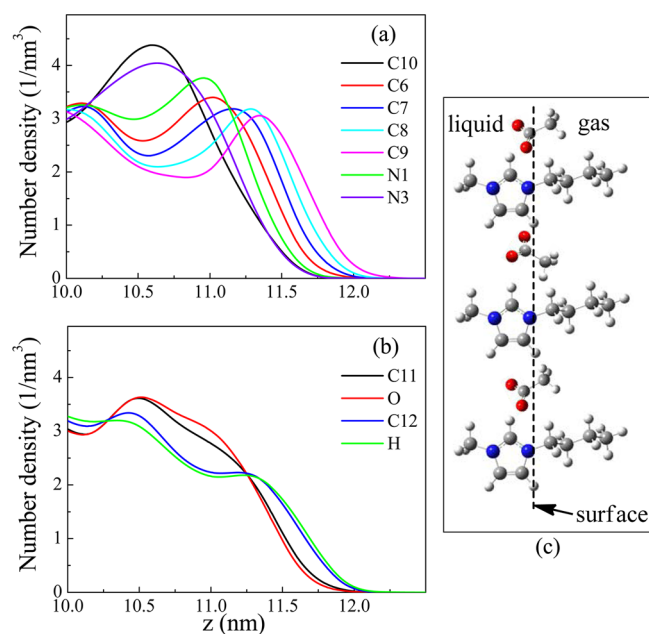 (a)
Number density (1/nm³)
4
3
2
1
0
C10
C6
C7
C8
C9
N1
N3
10.0 10.5 11.0 11.5 12.0
(b)
Number density (1/nm³)
5
4
3
2
1
0
C11
O
C12
H
10.0 10.5 11.0 11.5 12.0
z (nm)
liquid gas
surface
(c)